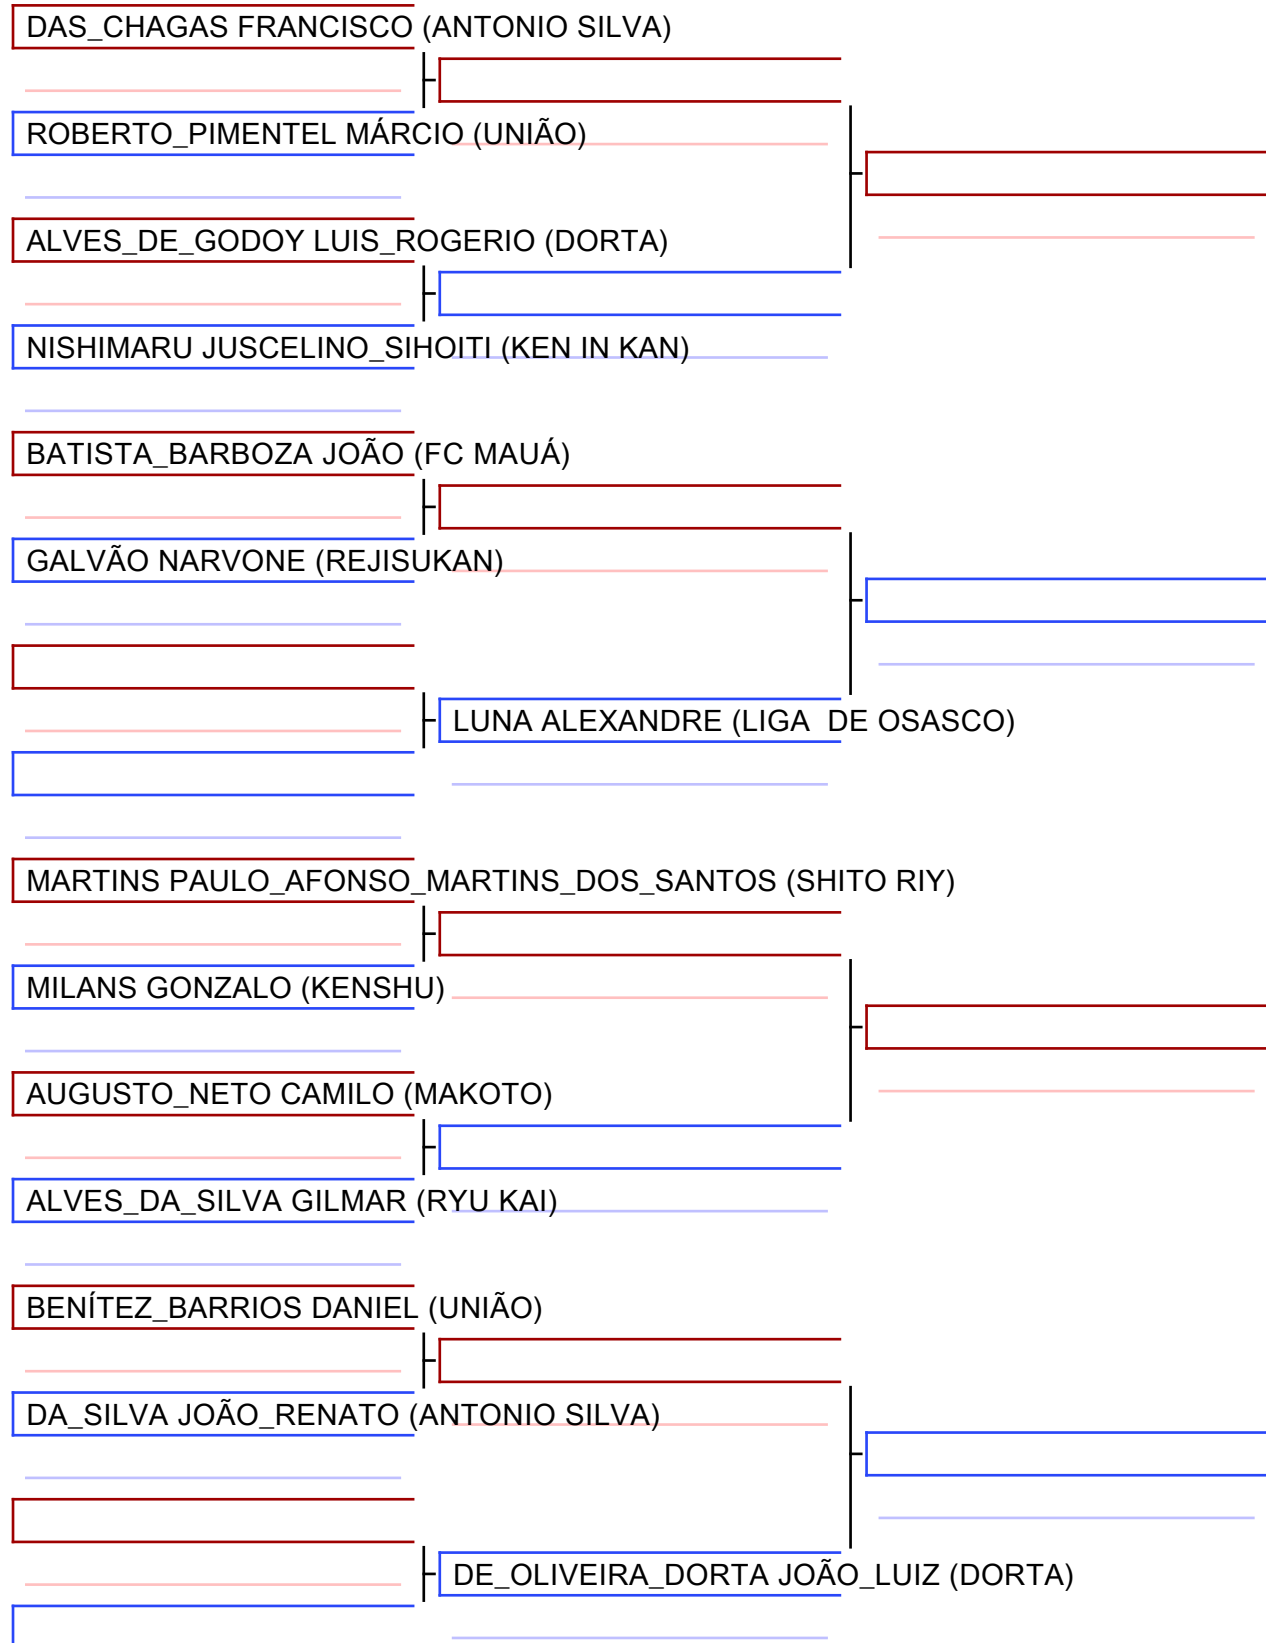 DAS_CHAGAS FRANCISCO (ANTONIO SILVA)
ROBERTO_PIMENTEL MÁRCIO (UNIÃO)
ALVES_DE_GODOY LUIS_ROGERIO (DORTA)
NISHIMARU JUSCELINO_SIHOITI (KEN IN KAN)
BATISTA_BARBOZA JOÃO (FC MAUÁ)
GALVÃO NARVONE (REJISUKAN)
LUNA ALEXANDRE (LIGA  DE OSASCO)
MARTINS PAULO_AFONSO_MARTINS_DOS_SANTOS (SHITO RIY)
MILANS GONZALO (KENSHU)
AUGUSTO_NETO CAMILO (MAKOTO)
ALVES_DA_SILVA GILMAR (RYU KAI)
BENÍTEZ_BARRIOS DANIEL (UNIÃO)
DA_SILVA JOÃO_RENATO (ANTONIO SILVA)
DE_OLIVEIRA_DORTA JOÃO_LUIZ (DORTA)